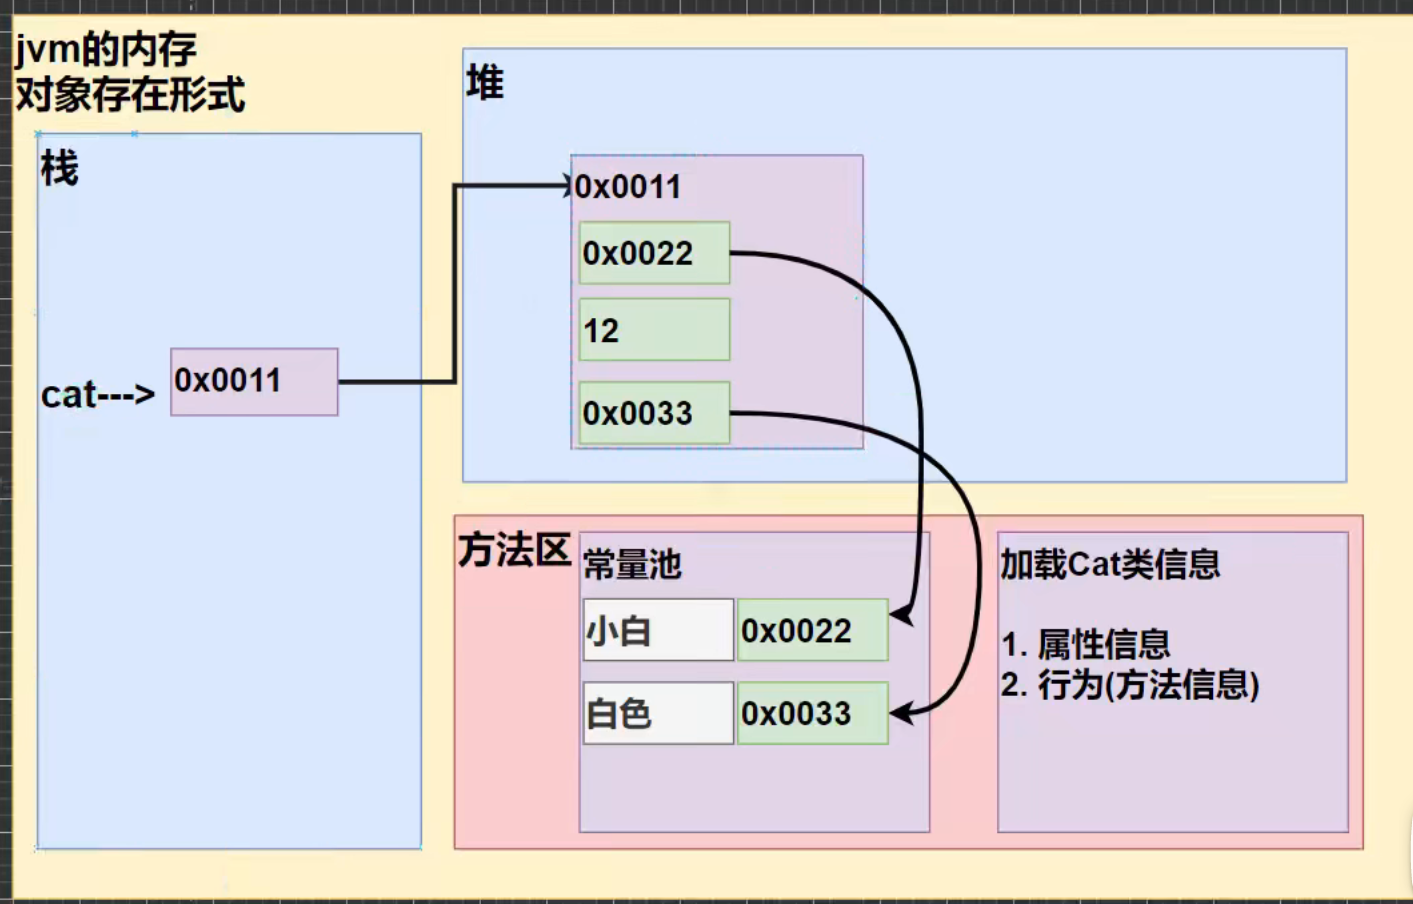 jvm的内存
对象存在形式
栈
cat--->
0x0011
堆
0x0011
0x0022
12
0x0033
方法区
常量池
小白
0x0022
白色
0x0033
加载Cat类信息
1. 属性信息
2. 行为(方法信息)